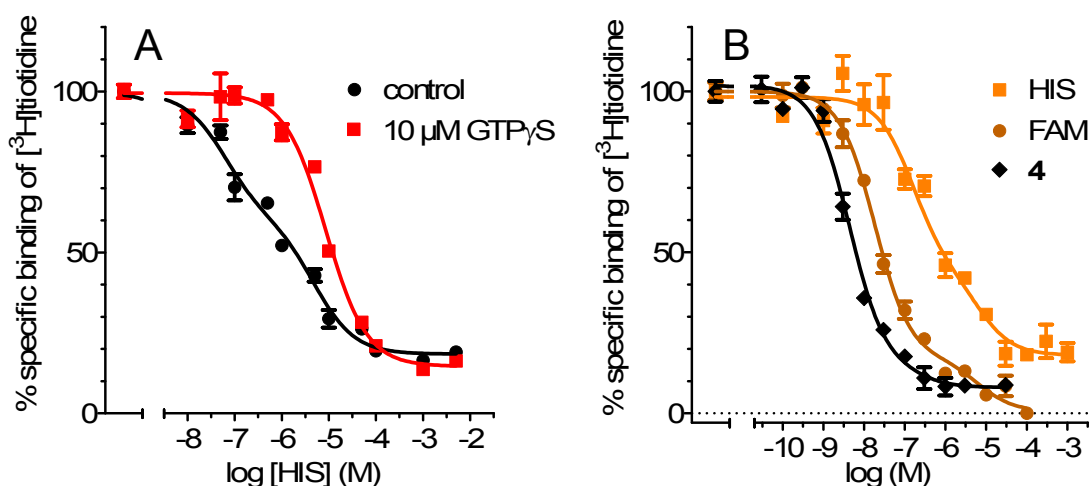 A
control
10 µM GTPγS
% specific binding of [³H]tiotidine
100
50
0
-8 -7 -6 -5 -4 -3 -2
log [HIS] (M)
B
HIS
FAM
4
% specific binding of [³H]tiotidine
100
50
0
-10 -9 -8 -7 -6 -5 -4 -3
log (M)